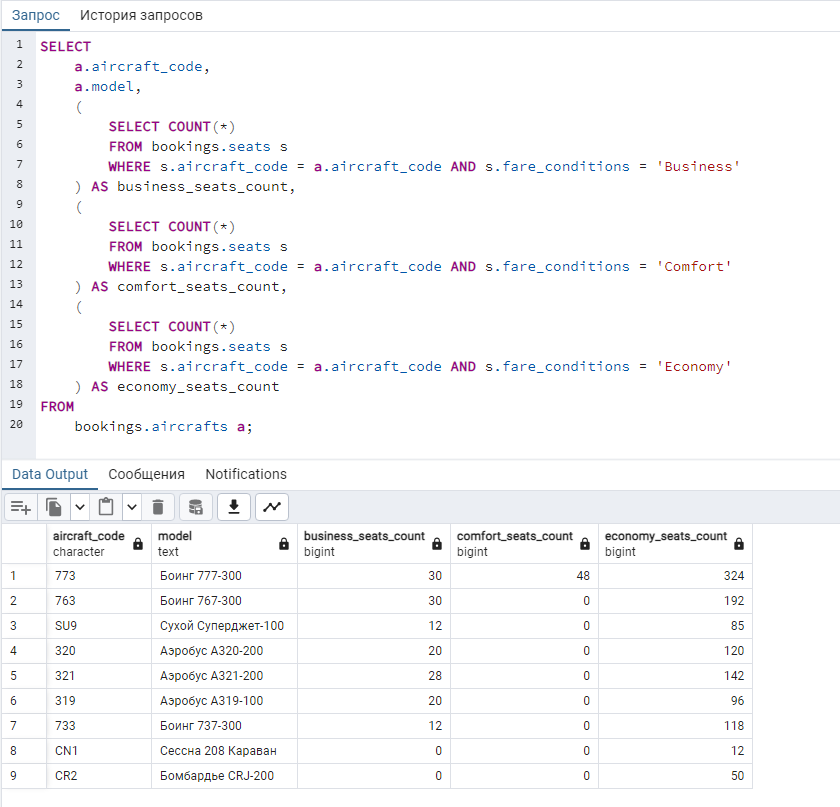 Запрос История запросов
1 SELECT
2 a.aircraft_code,
3 a.model,
4 (
5 SELECT COUNT(*)
6 FROM bookings.seats s
7 WHERE s.aircraft_code = a.aircraft_code AND s.fare_conditions = 'Business'
8 ) AS business_seats_count,
9 (
10 SELECT COUNT(*)
11 FROM bookings.seats s
12 WHERE s.aircraft_code = a.aircraft_code AND s.fare_conditions = 'Comfort'
13 ) AS comfort_seats_count,
14 (
15 SELECT COUNT(*)
16 FROM bookings.seats s
17 WHERE s.aircraft_code = a.aircraft_code AND s.fare_conditions = 'Economy'
18 ) AS economy_seats_count
19 FROM
20 bookings.aircrafts a;
Data Output Сообщения Notifications
aircraft_code model business_seats_count comfort_seats_count economy_seats_count
character text bigint bigint bigint
1 773 Боинг 777-300 30 48 324
2 763 Боинг 767-300 30 0 192
3 SU9 Сухой Суперджет-100 12 0 85
4 320 Аэробус A320-200 20 0 120
5 321 Аэробус A321-200 28 0 142
6 319 Аэробус A319-100 20 0 96
7 733 Боинг 737-300 12 0 118
8 CN1 Сессна 208 Караван 0 0 12
9 CR2 Бомбардье CRJ-200 0 0 50